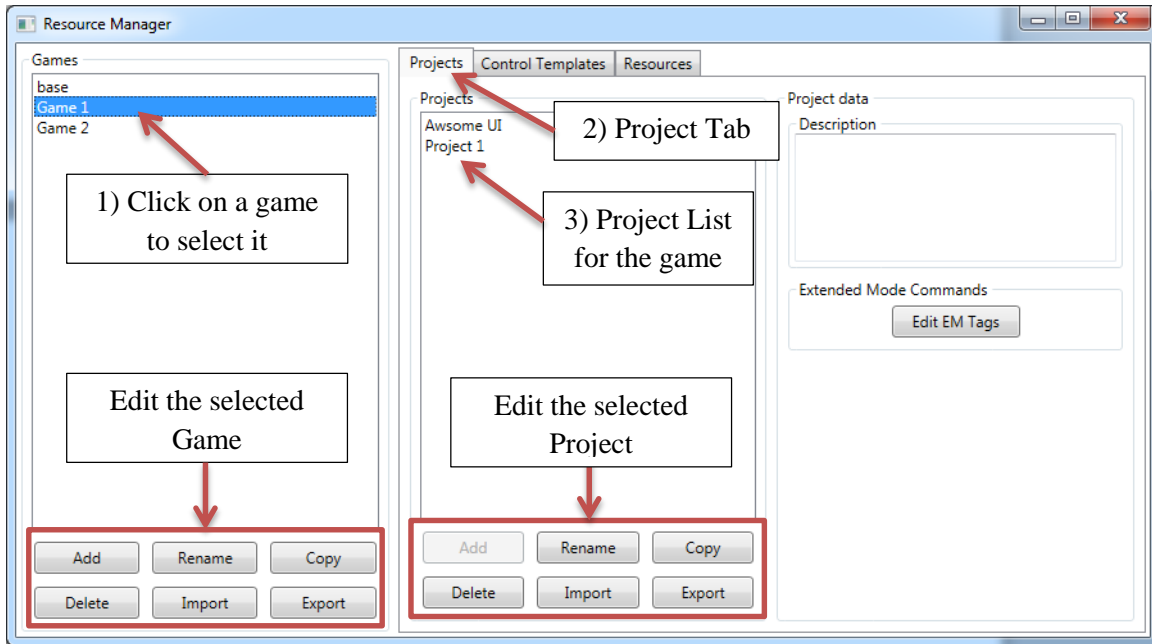 Resource Manager
Games
base
Game 1
Game 2
1) Click on a game
to select it
Edit the selected
Game
Add Rename Copy
Delete Import Export
Projects Control Templates Resources
Projects
Awsome UI
Project 1
2) Project Tab
3) Project List
for the game
Edit the selected
Project
Add Rename Copy
Delete Import Export
Project data
Description
Extended Mode Commands
Edit EM Tags